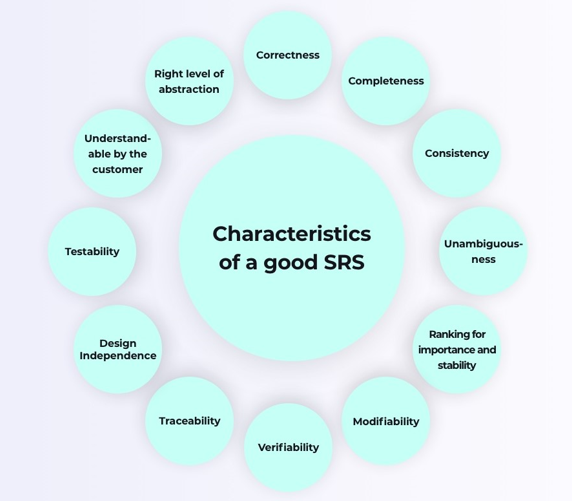 Characteristics
of a good SRS
Correctness
Completeness
Consistency
Unambiguous-
ness
Ranking for
importance and
stability
Modifiability
Verifiability
Traceability
Design
Independence
Testability
Understand-
able by the
customer
Right level of
abstraction